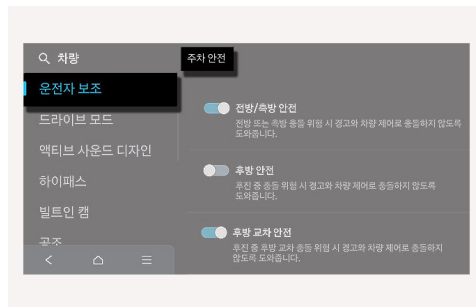 차량
주차 안전
운전자 보조
드라이브 모드
액티브 사운드 디자인
하이패스
빌트인 캠
공조
전방/측방 안전
전방 또는 측방 충돌 위험 시 경고와 차량 제어로 충돌하지 않도록
도와줍니다.
후방 안전
후진 중 충돌 위험 시 경고와 차량 제어로 충돌하지 않도록
도와줍니다.
후방 교차 안전
후진 중 후방 교차 충돌 위험 시 경고와 차량 제어로 충돌하지
않도록 도와줍니다.